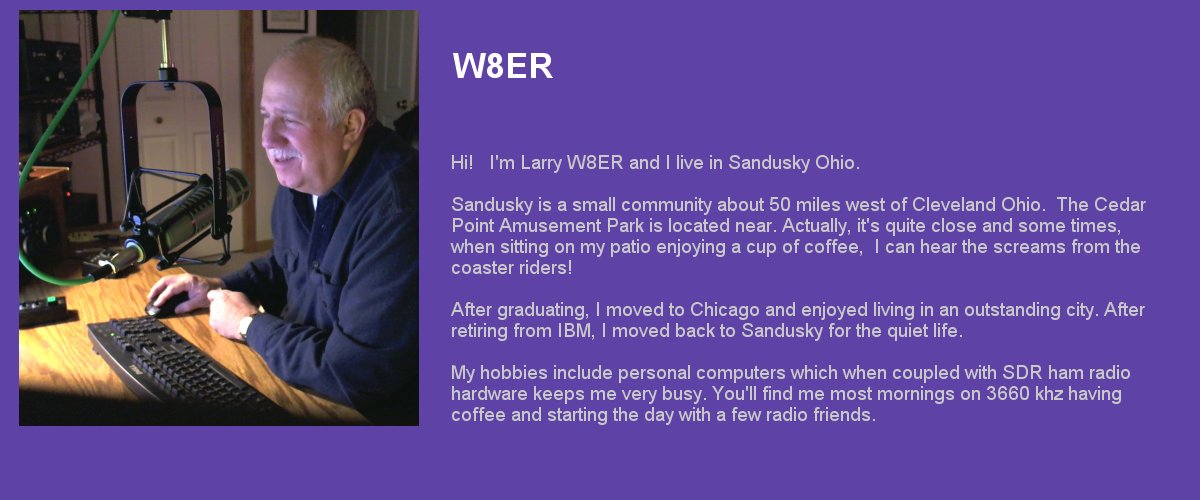 W8ER
Hi!   I'm Larry W8ER and I live in Sandusky Ohio.
Sandusky is a small community about 50 miles west of Cleveland Ohio.  The Cedar
Point Amusement Park is located near. Actually, it's quite close and some times,
when sitting on my patio enjoying a cup of coffee,  I can hear the screams from the
coaster riders!
After graduating, I moved to Chicago and enjoyed living in an outstanding city. After
retiring from IBM, I moved back to Sandusky for the quiet life.
My hobbies include personal computers which when coupled with SDR ham radio
hardware keeps me very busy. You'll find me most mornings on 3660 khz having
coffee and starting the day with a few radio friends.